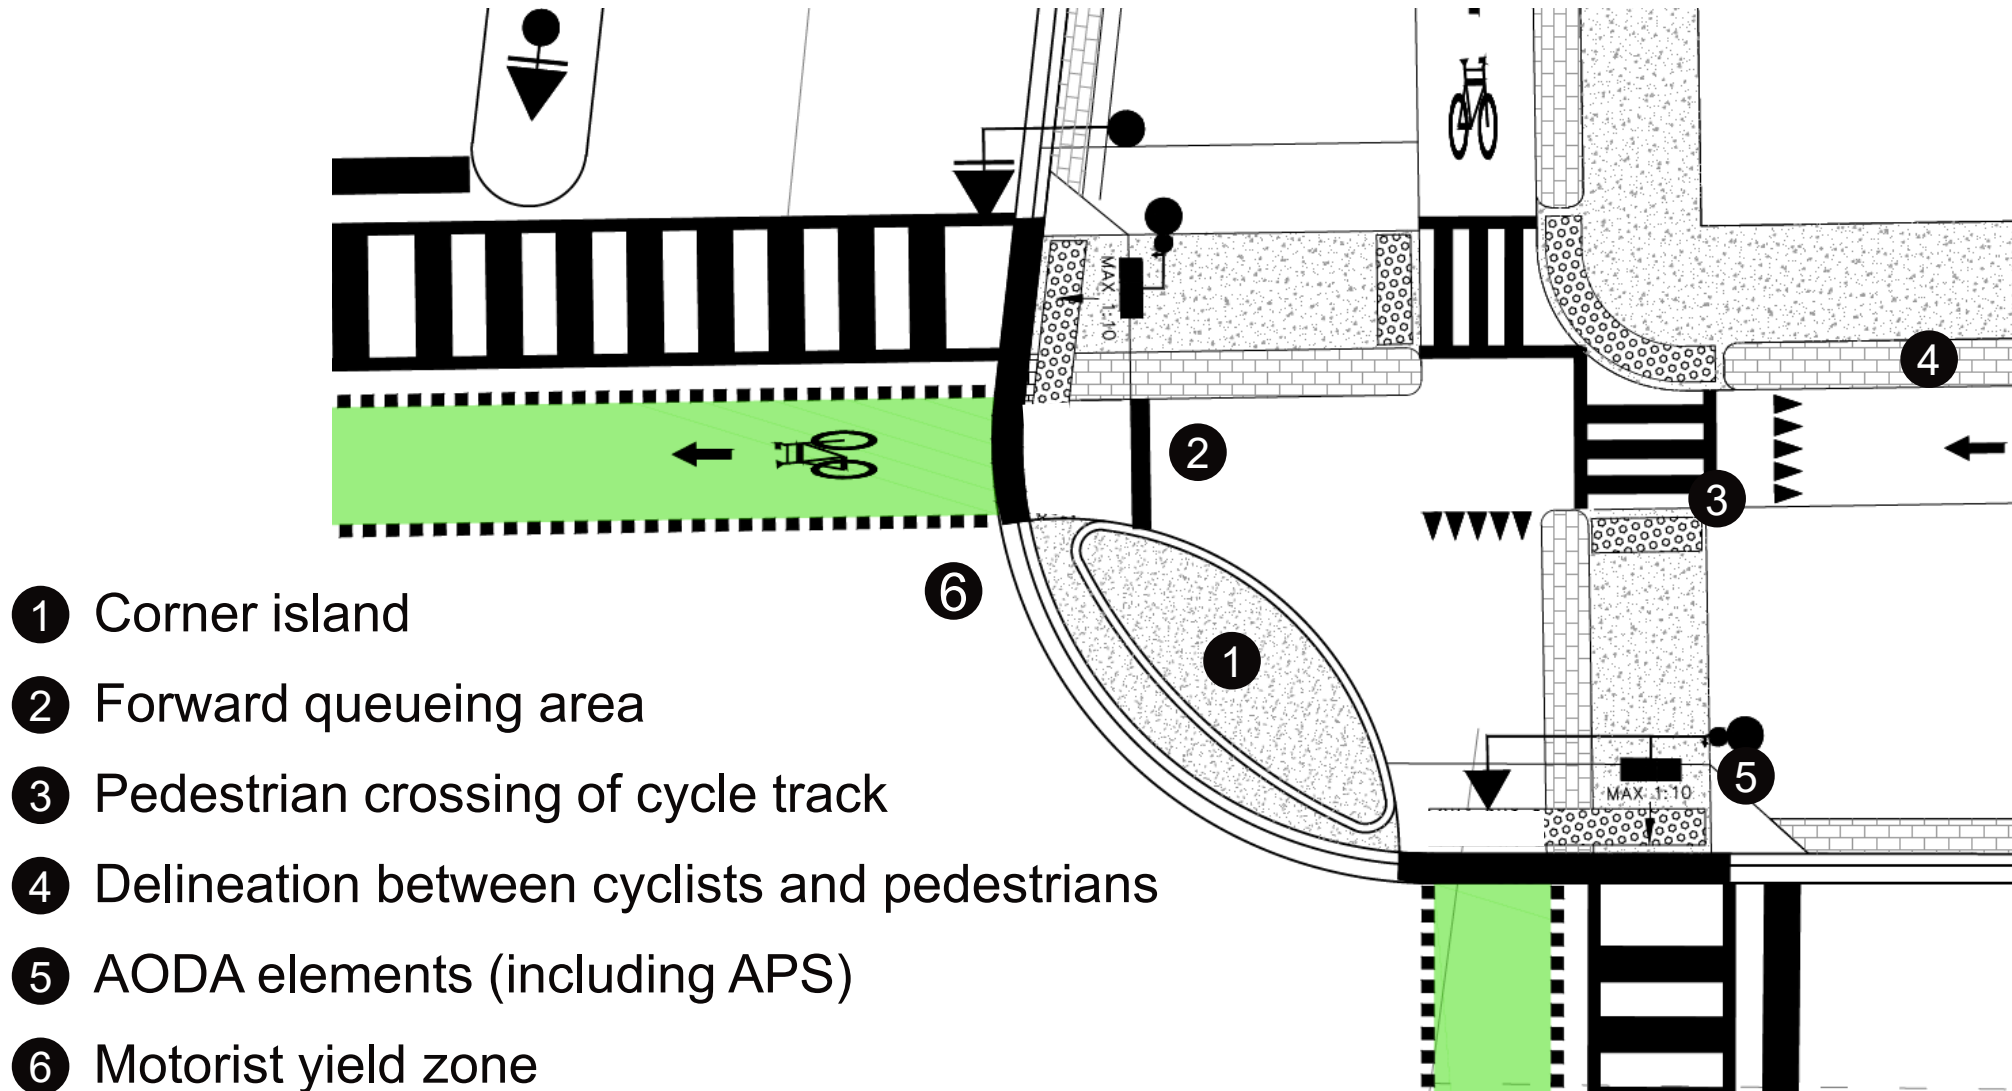 MAX 1:10
4
2
3
6
1
5
MAX 1:10
1 Corner island
2 Forward queueing area
3 Pedestrian crossing of cycle track
4 Delineation between cyclists and pedestrians
5 AODA elements (including APS)
6 Motorist yield zone